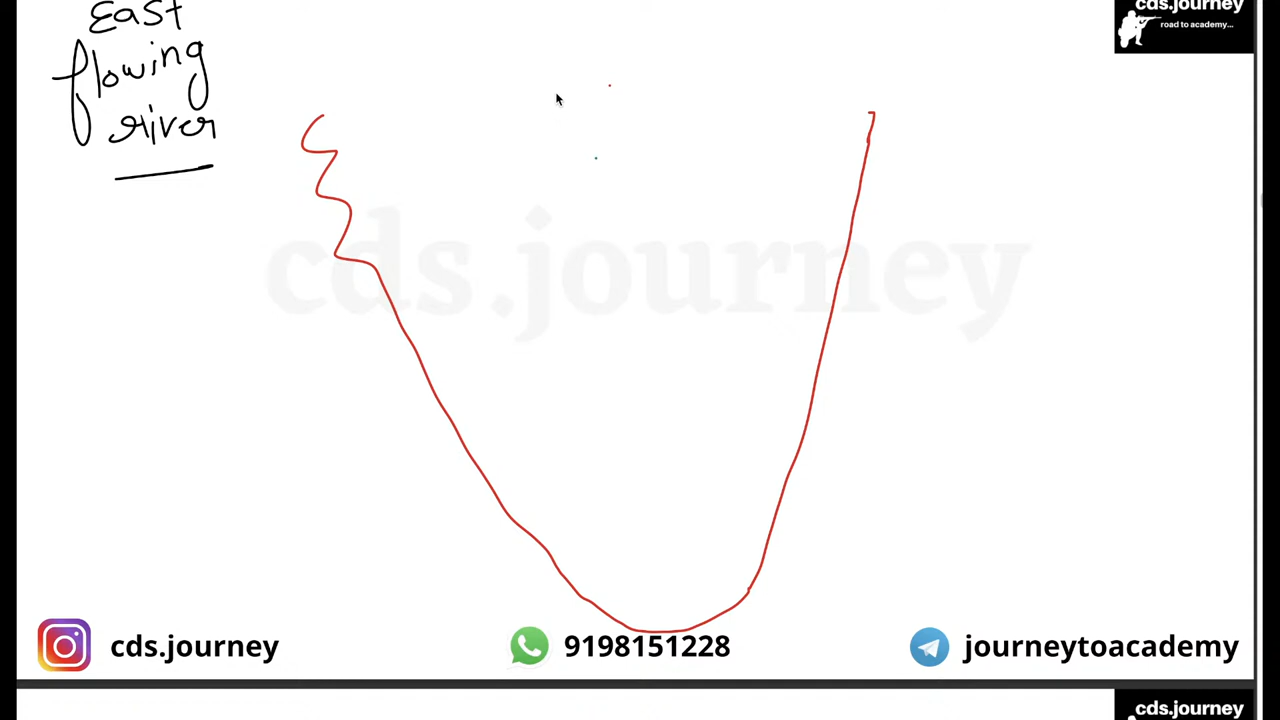 East
flowing
river
cds.journey
road to academy...
cds.journey
cds.journey
9198151228
journeytoacademy
cds.journey